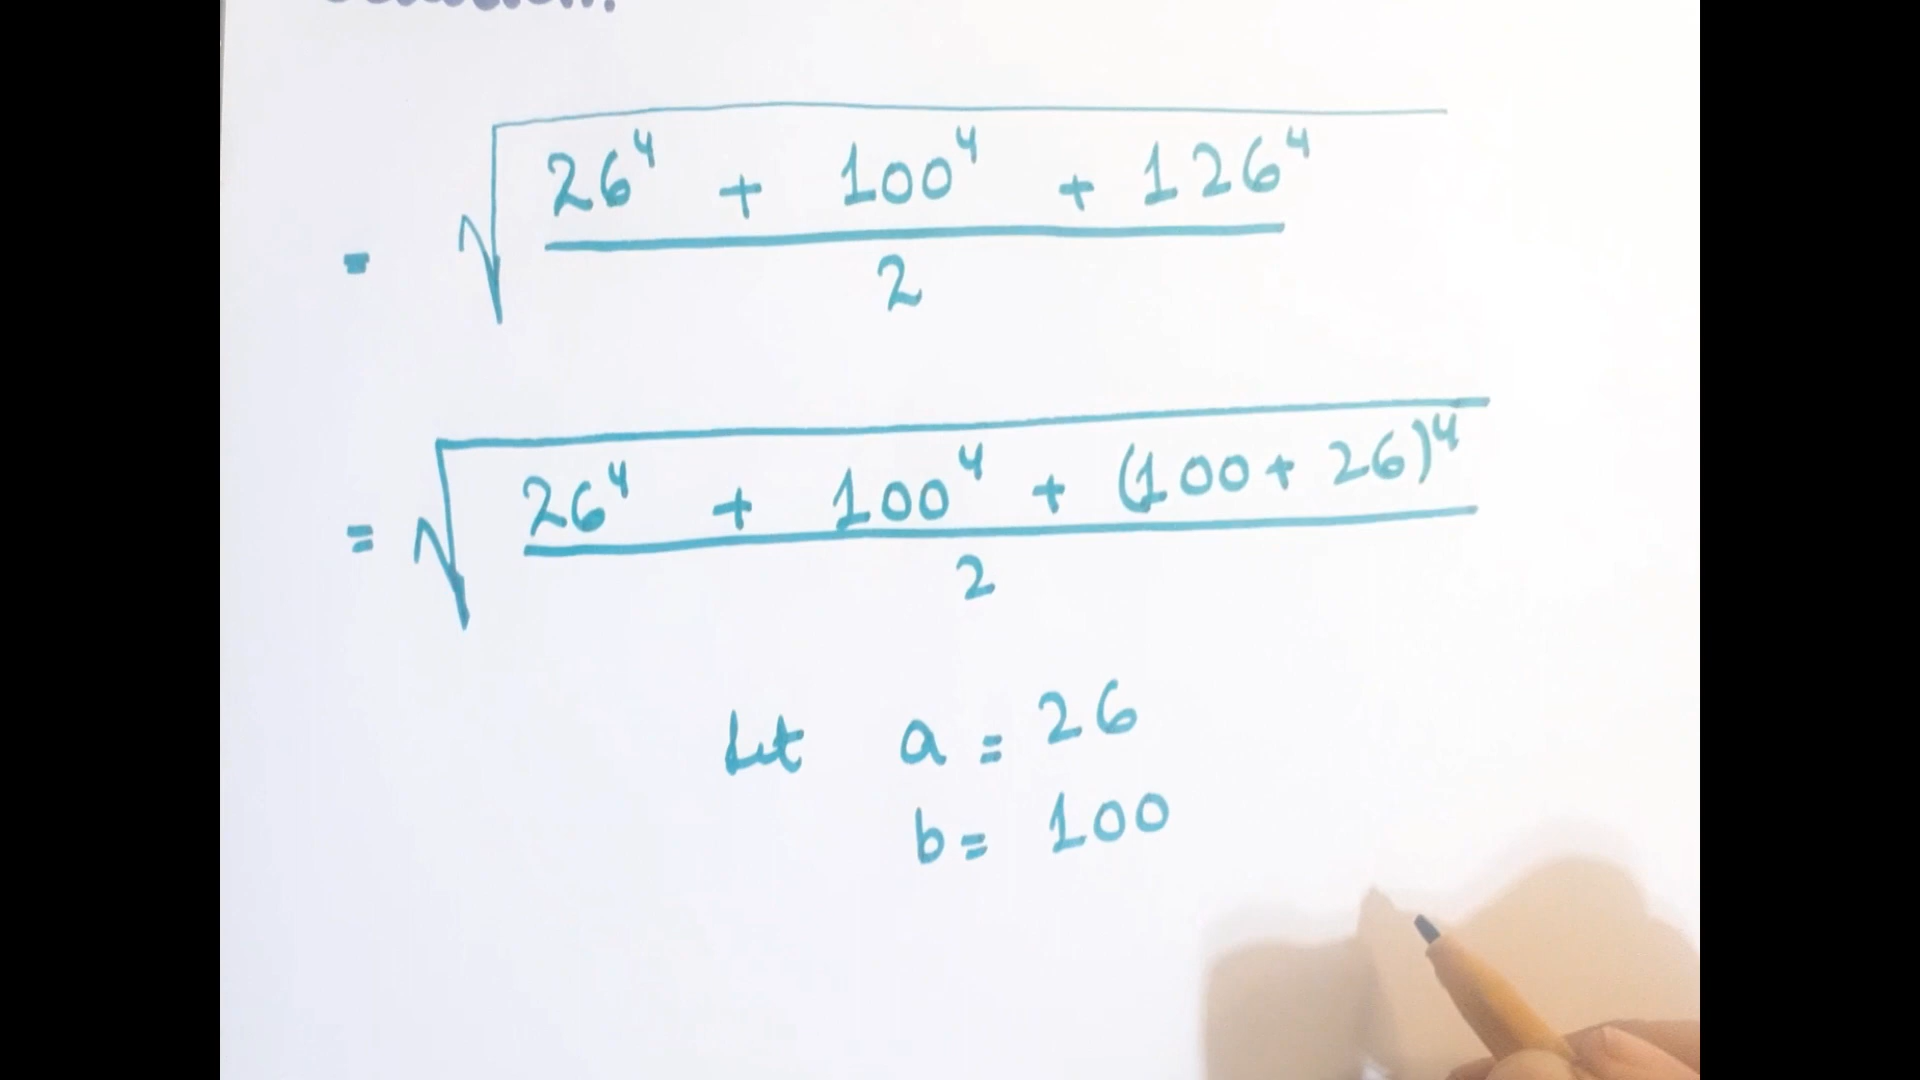 = √((26⁴ + 100⁴ + 126⁴)/2)
= √((26⁴ + 100⁴ + (100 + 26)⁴)/2)
Let a = 26
b = 100